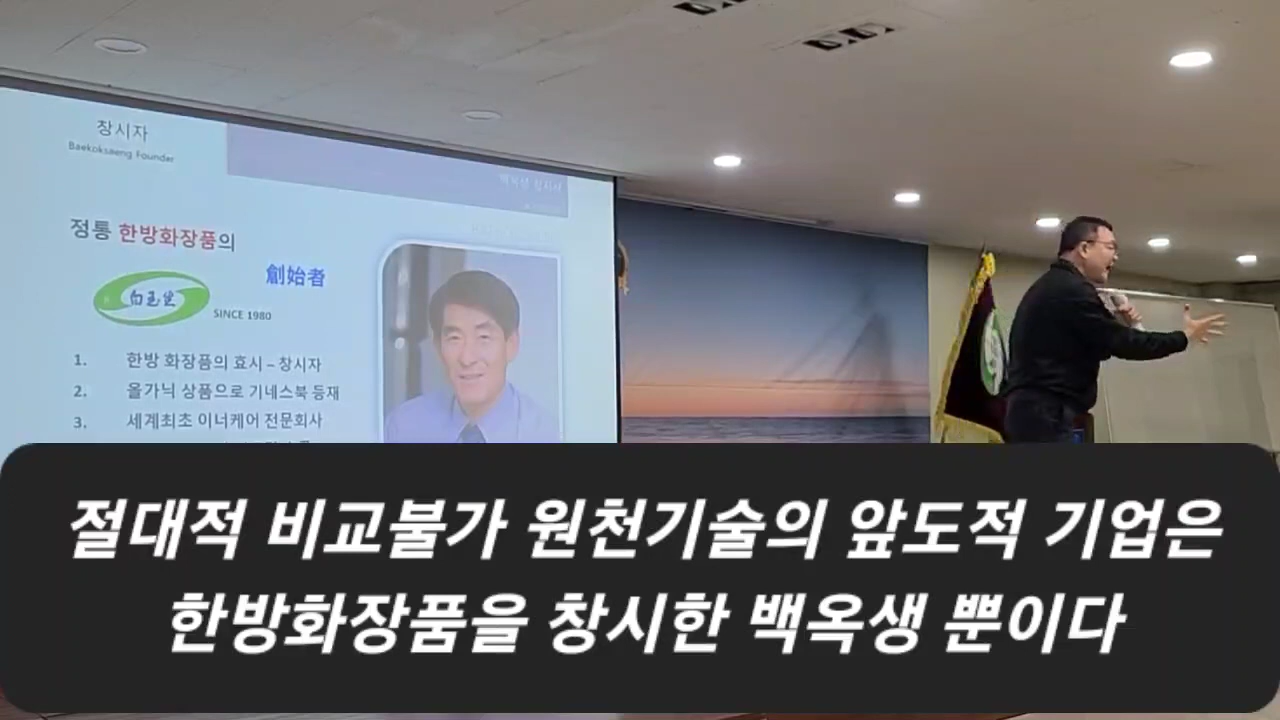 창시자
Baekoksaeng Founder
정통 한방화장품의
創始者
白玉生
SINCE 1980
1. 한방 화장품의 효시 – 창시자
2. 올가닉 상품으로 기네스북 등재
3. 세계최초 이너케어 전문회사
절대적 비교불가 원천기술의 앞도적 기업은
한방화장품을 창시한 백옥생 뿐이다